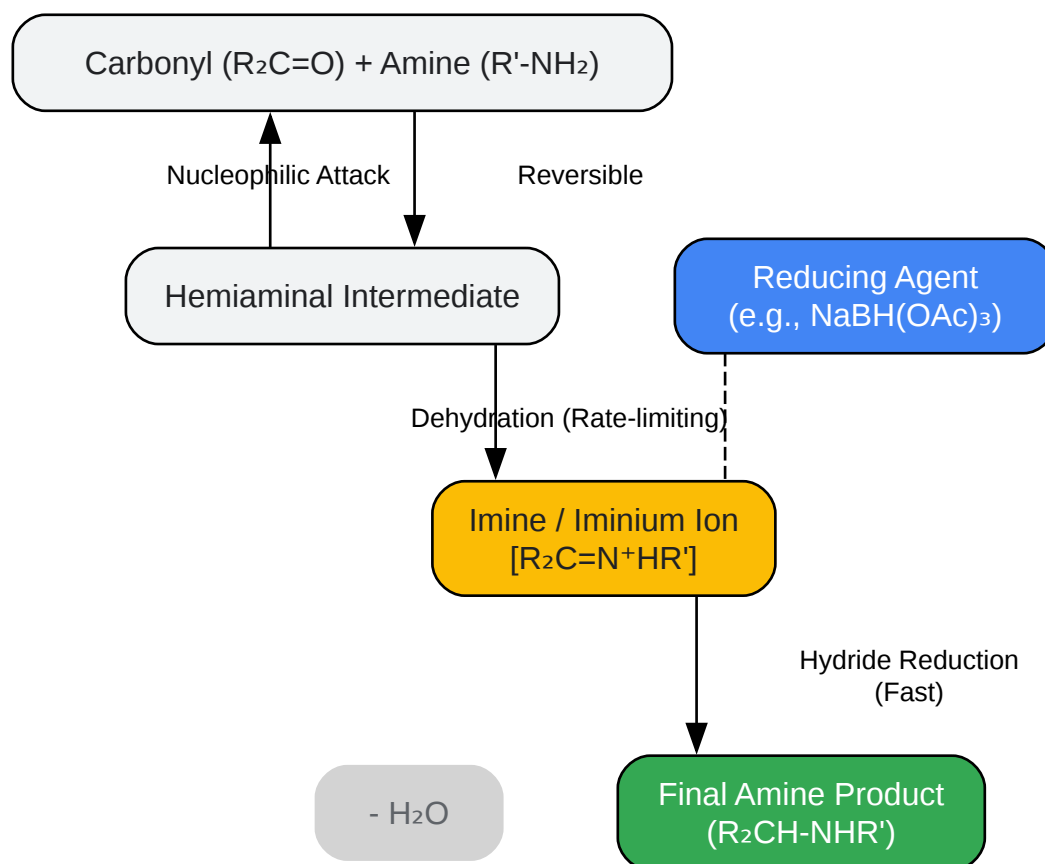 Carbonyl (R₂C=O) + Amine (R'-NH₂)
Nucleophilic Attack
Reversible
Hemiaminal Intermediate
Reducing Agent
(e.g., NaBH(OAc)₃)
Dehydration (Rate-limiting)
Imine / Iminium Ion
[R₂C=N⁺HR']
Hydride Reduction
(Fast)
- H₂O
Final Amine Product
(R₂CH-NHR')